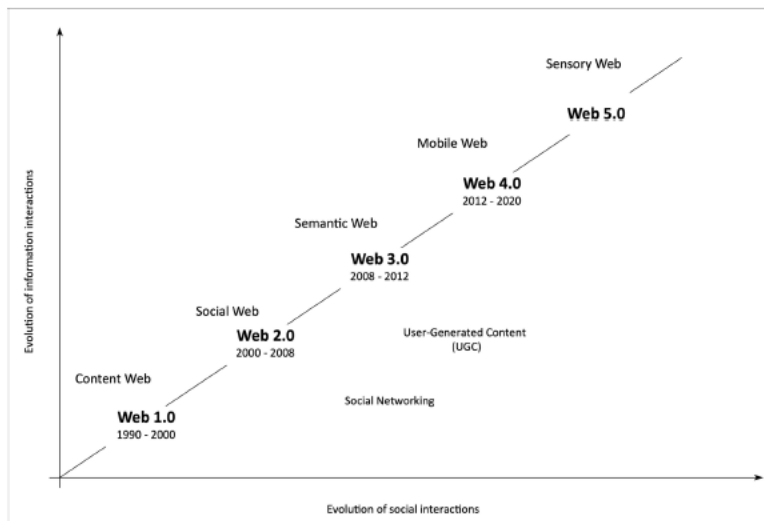 Sensory Web
Web 5.0
Mobile Web
Web 4.0
2012 - 2020
Semantic Web
Web 3.0
2008 - 2012
Social Web
Web 2.0
2000 - 2008
User-Generated Content
(UGC)
Content Web
Social Networking
Web 1.0
1990 - 2000
Evolution of information interactions
Evolution of social interactions